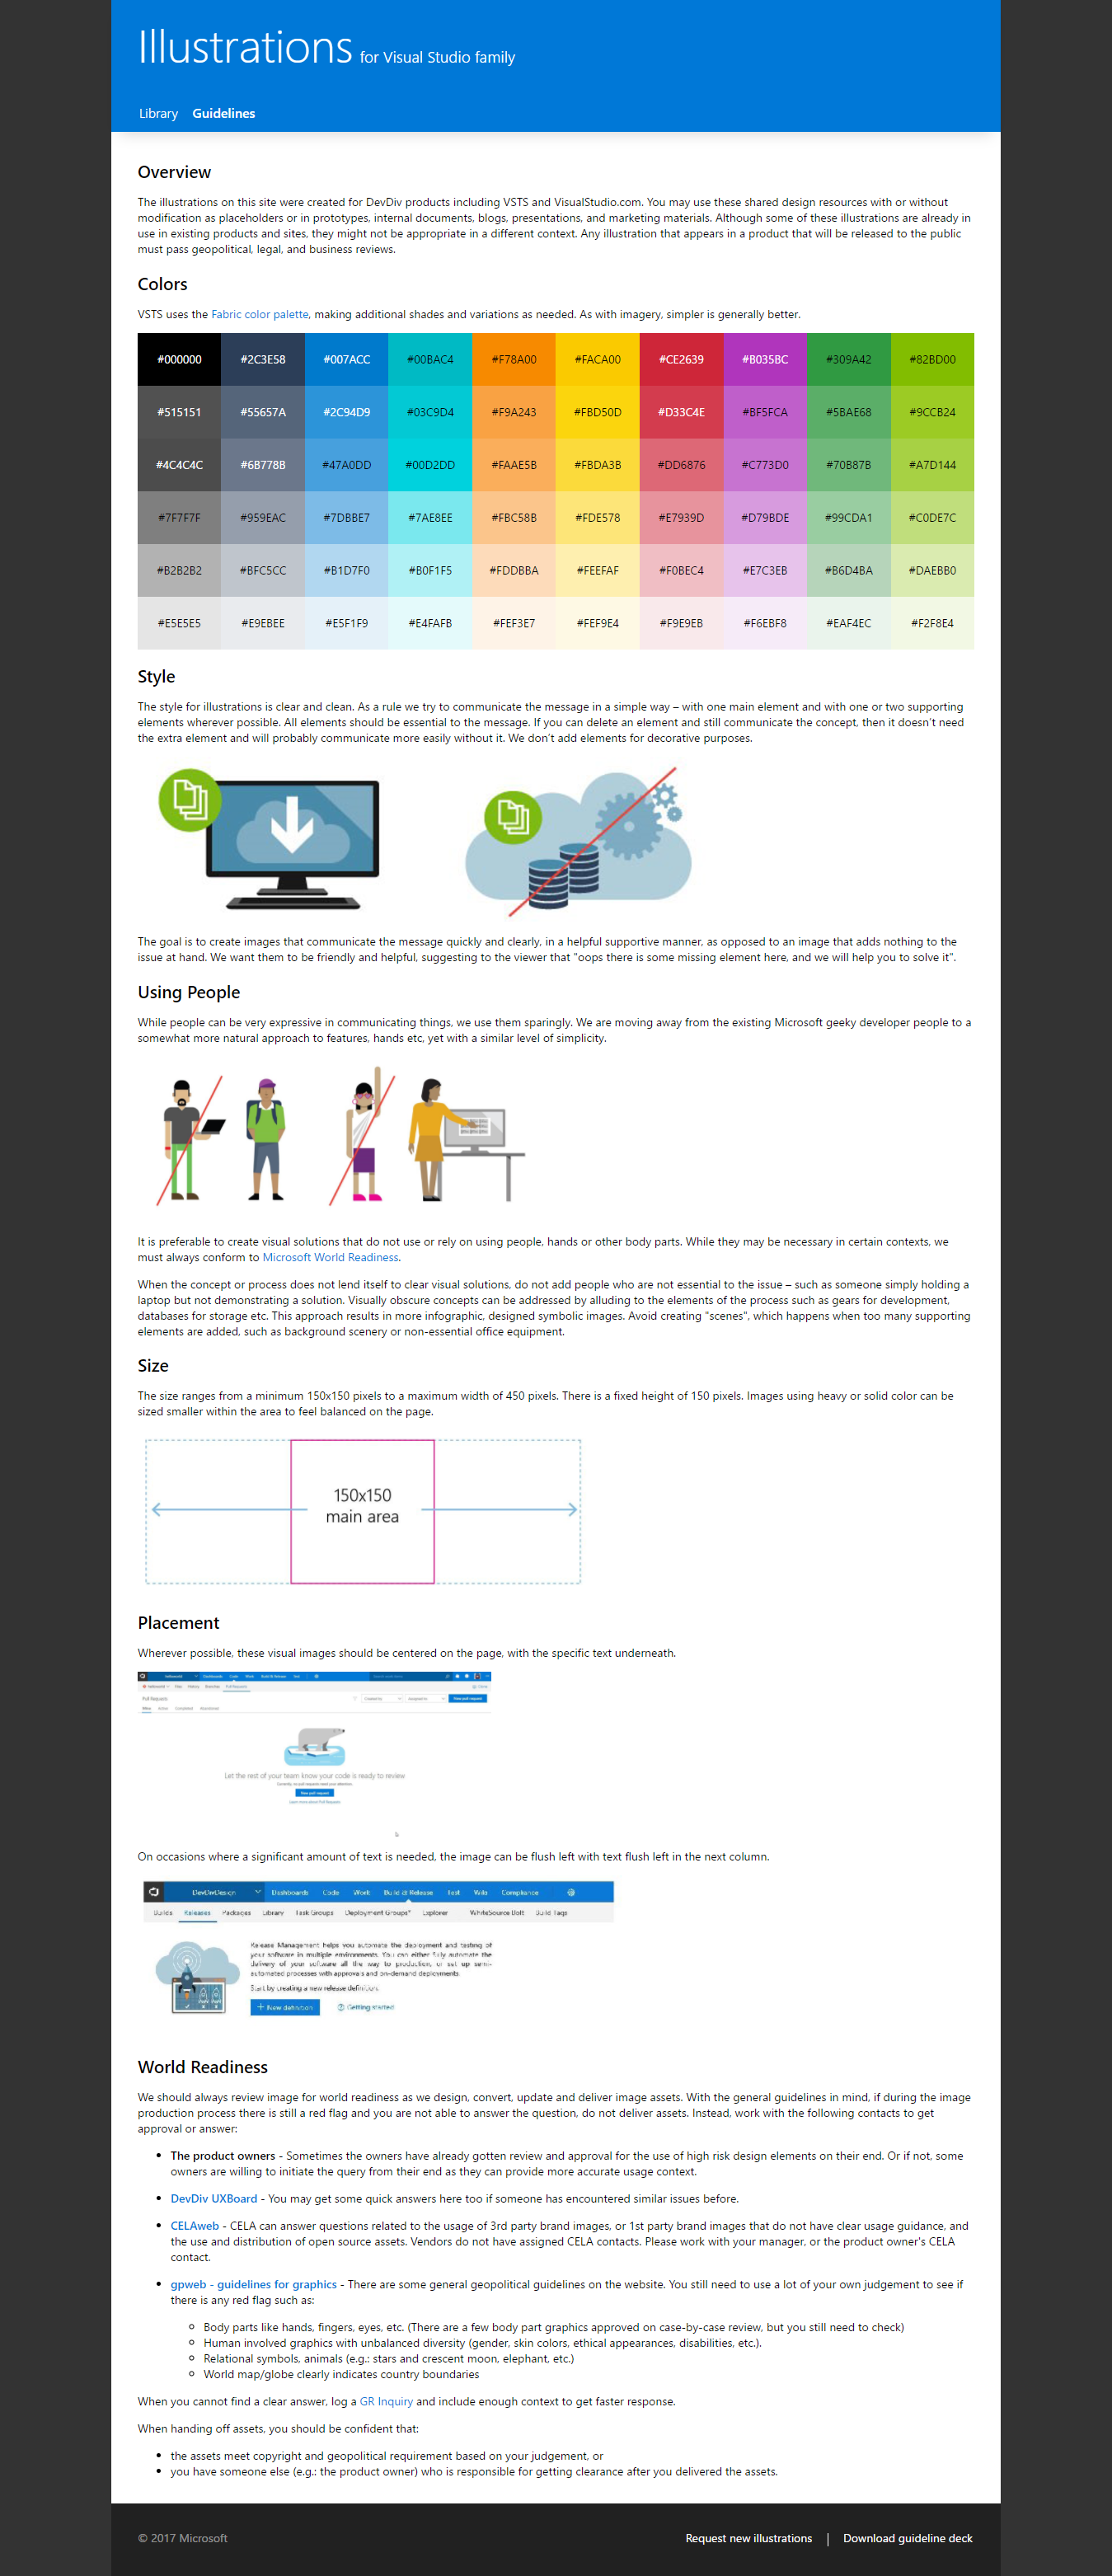 Illustrations for Visual Studio family
Library Guidelines
Overview
The illustrations on this site were created for DevDiv products including VSTS and VisualStudio.com. You may use these shared design resources with or without
modification as placeholders or in prototypes, internal documents, blogs, presentations, and marketing materials. Although some of these illustrations are already in
use in existing products and sites, they might not be appropriate in a different context. Any illustration that appears in a product that will be released to the public
must pass geopolitical, legal, and business reviews.
Colors
VSTS uses the Fabric color palette, making additional shades and variations as needed. As with imagery, simpler is generally better.
#000000 #2C3E58 #007ACC #00BAC4 #F78A00 #FACA00 #CE2639 #B035BC #309A42 #82BD00
#515151 #55657A #2C94D9 #03C9D4 #F9A243 #FBD50D #D33C4E #BF5FCA #5BAE68 #9CCB24
#4C4C4C #6B778B #47A0DD #00D2DD #FAAE5B #FBDA3B #DD6876 #C773D0 #70B87B #A7D144
#7F7F7F #959EAC #7DBBE7 #7AE8EE #FBC58B #FDE578 #E7939D #D79BDE #99CDA1 #C0DE7C
#B2B2B2 #BFC5CC #B1D7F0 #B0F1F5 #FDDBBA #FEEFAF #F0BEC4 #E7C3EB #B6D4BA #DAEBB0
#E5E5E5 #E9EBEE #E5F1F9 #E4FAFB #FEF3E7 #FEF9E4 #F9E9EB #F6EBF8 #EAF4EC #F2F8E4
Style
The style for illustrations is clear and clean. As a rule we try to communicate the message in a simple way – with one main element and with one or two supporting
elements wherever possible. All elements should be essential to the message. If you can delete an element and still communicate the concept, then it doesn't need
the extra element and will probably communicate more easily without it. We don't add elements for decorative purposes.
The goal is to create images that communicate the message quickly and clearly, in a helpful supportive manner, as opposed to an image that adds nothing to the
issue at hand. We want them to be friendly and helpful, suggesting to the viewer that "oops there is some missing element here, and we will help you to solve it".
Using People
While people can be very expressive in communicating things, we use them sparingly. We are moving away from the existing Microsoft geeky developer people to a
somewhat more natural approach to features, hands etc, yet with a similar level of simplicity.
It is preferable to create visual solutions that do not use or rely on using people, hands or other body parts. While they may be necessary in certain contexts, we
must always conform to Microsoft World Readiness.
When the concept or process does not lend itself to clear visual solutions, do not add people who are not essential to the issue – such as someone simply holding a
laptop but not demonstrating a solution. Visually obscure concepts can be addressed by alluding to the elements of the process such as gears for development,
databases for storage etc. This approach results in more infographic, designed symbolic images. Avoid creating "scenes", which happens when too many supporting
elements are added, such as background scenery or non-essential office equipment.
Size
The size ranges from a minimum 150x150 pixels to a maximum width of 450 pixels. There is a fixed height of 150 pixels. Images using heavy or solid color can be
sized smaller within the area to feel balanced on the page.
150x150
main area
Placement
Wherever possible, these visual images should be centered on the page, with the specific text underneath.
Pull Requests
New pull request
Let the rest of your team know your code is ready to review
Currently, no pull requests need your attention.
New pull request
Learn more about Pull Requests
On occasions where a significant amount of text is needed, the image can be flush left with text flush left in the next column.
DevDivDesign Dashboards Code Work Build & Release Test Wiki Compliance
Builds Releases Packages Library Task Groups Deployment Groups* Explorer WhiteSource Bolt Build Tags
Release Management helps you automate the deployment and testing of
your software in multiple environments. You can either fully automate the
delivery of your software all the way to production, or set up semi-
automated processes with approvals and on-demand deployments.
Start by creating a new release definition.
+ New definition Getting started
World Readiness
We should always review image for world readiness as we design, convert, update and deliver image assets. With the general guidelines in mind, if during the image
production process there is still a red flag and you are not able to answer the question, do not deliver assets. Instead, work with the following contacts to get
approval or answer:
• The product owners - Sometimes the owners have already gotten review and approval for the use of high risk design elements on their end. Or if not, some
owners are willing to initiate the query from their end as they can provide more accurate usage context.
• DevDiv UXBoard - You may get some quick answers here too if someone has encountered similar issues before.
• CELAweb - CELA can answer questions related to the usage of 3rd party brand images, or 1st party brand images that do not have clear usage guidance, and
the use and distribution of open source assets. Vendors do not have assigned CELA contacts. Please work with your manager, or the product owner's CELA
contact.
• gpweb - guidelines for graphics - There are some general geopolitical guidelines on the website. You still need to use a lot of your own judgement to see if
there is any red flag such as:
Body parts like hands, fingers, eyes, etc. (There are a few body part graphics approved on case-by-case review, but you still need to check)
Human involved graphics with unbalanced diversity (gender, skin colors, ethical appearances, disabilities, etc.).
Relational symbols, animals (e.g.: stars and crescent moon, elephant, etc.)
World map/globe clearly indicates country boundaries
When you cannot find a clear answer, log a GR Inquiry and include enough context to get faster response.
When handing off assets, you should be confident that:
• the assets meet copyright and geopolitical requirement based on your judgement, or
• you have someone else (e.g.: the product owner) who is responsible for getting clearance after you delivered the assets.
© 2017 Microsoft
Request new illustrations | Download guideline deck